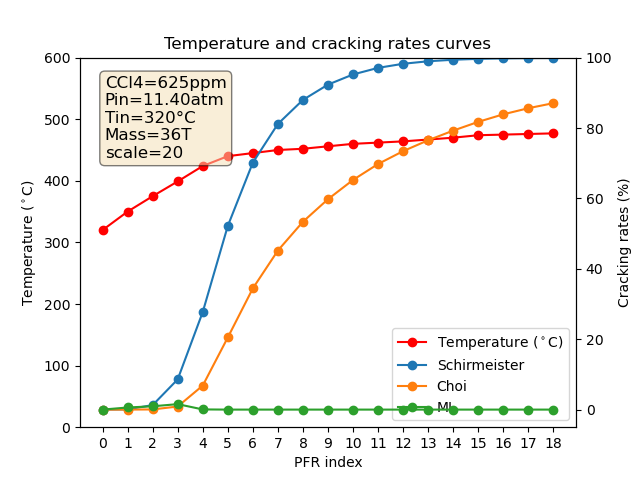 Temperature and cracking rates curves
CCl4=625ppm
Pin=11.40atm
Tin=320°C
Mass=36T
scale=20
Temperature (°C)
600
500
400
300
200
100
0
Cracking rates (%)
100
80
60
40
20
0
Temperature (°C)
Schirmeister
Choi
ML
0 1 2 3 4 5 6 7 8 9 10 11 12 13 14 15 16 17 18
PFR index